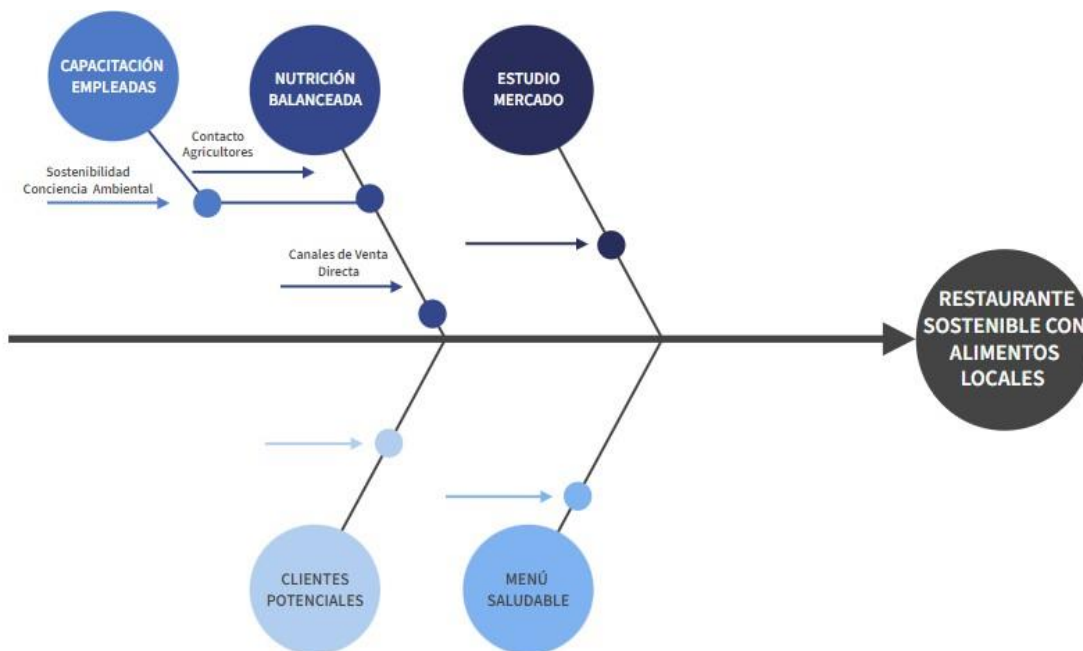 CAPACITACIÓN
EMPLEADAS
NUTRICIÓN
BALANCEADA
ESTUDIO
MERCADO
Contacto
Agricultores
Sostenibilidad
Conciencia Ambiental
Canales de Venta
Directa
RESTAURANTE
SOSTENIBLE CON
ALIMENTOS
LOCALES
CLIENTES
POTENCIALES
MENÚ
SALUDABLE